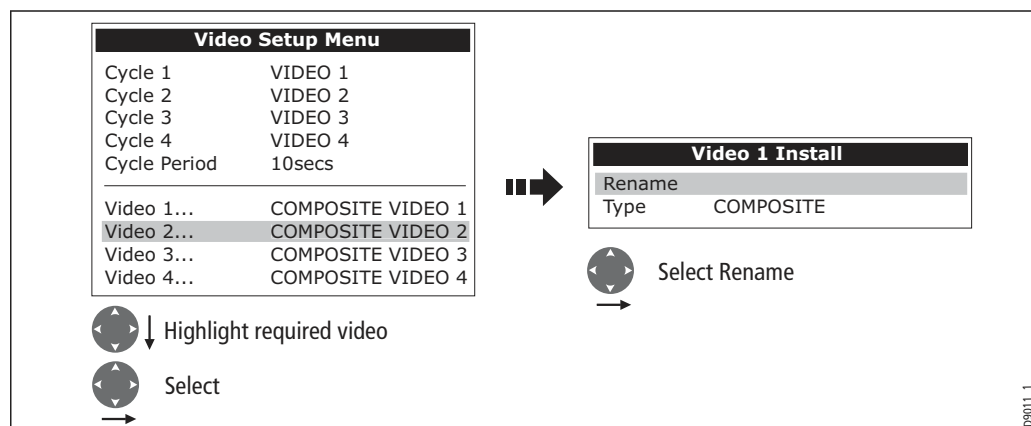 Video Setup Menu
Cycle 1 VIDEO 1
Cycle 2 VIDEO 2
Cycle 3 VIDEO 3
Cycle 4 VIDEO 4
Cycle Period 10secs
Video 1... COMPOSITE VIDEO 1
Video 2... COMPOSITE VIDEO 2
Video 3... COMPOSITE VIDEO 3
Video 4... COMPOSITE VIDEO 4
Highlight required video
Select
Video 1 Install
Rename
Type COMPOSITE
Select Rename
D9011_1